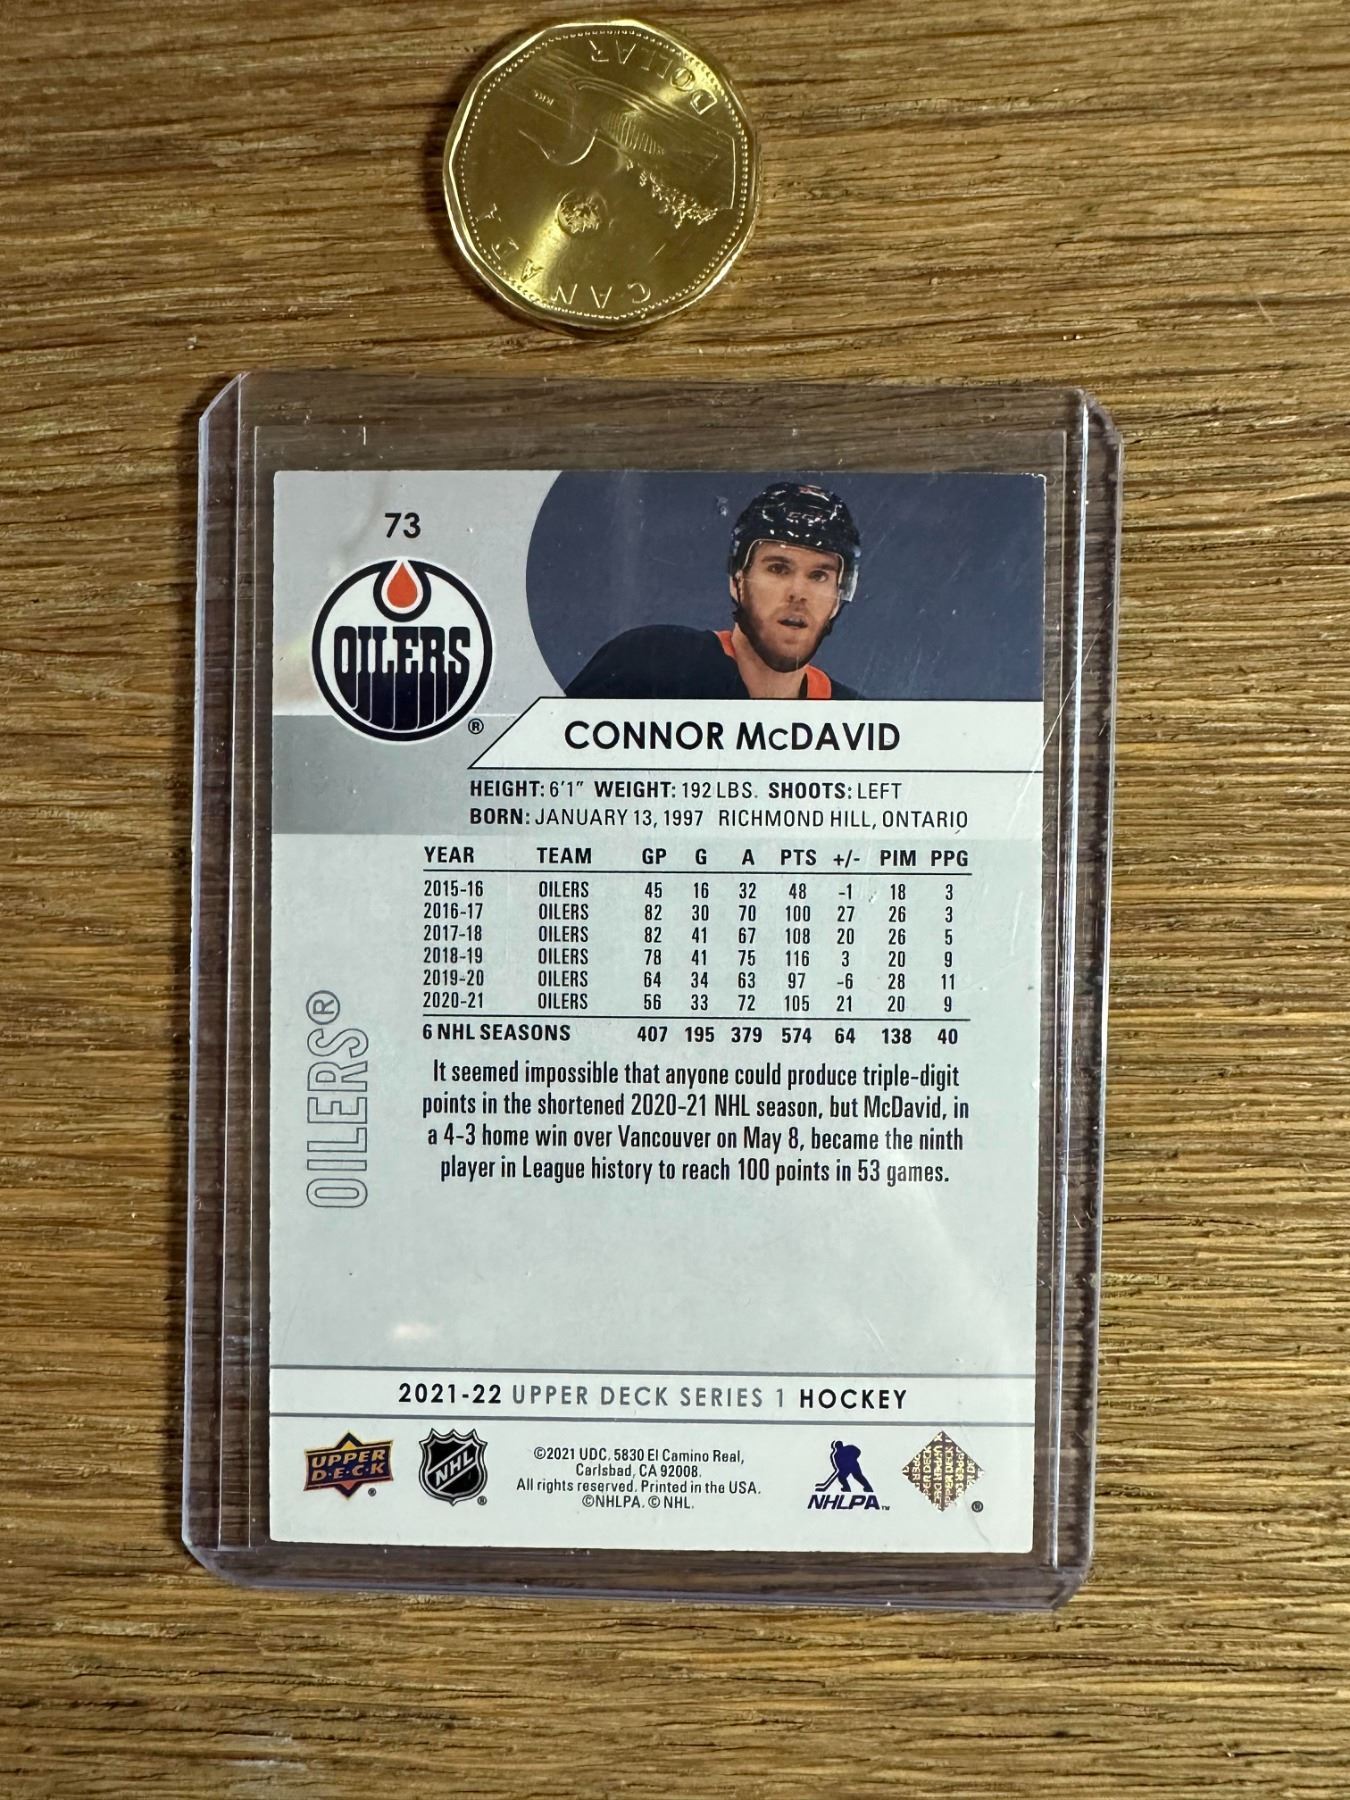 CANADA
DOLLAR
73
OILERS
®
CONNOR McDAVID
HEIGHT: 6'1" WEIGHT: 192 LBS. SHOOTS: LEFT
BORN: JANUARY 13, 1997 RICHMOND HILL, ONTARIO
YEAR TEAM GP G A PTS +/- PIM PPG
2015-16 OILERS 45 16 32 48 -1 18 3
2016-17 OILERS 82 30 70 100 27 26 3
2017-18 OILERS 82 41 67 108 20 26 5
2018-19 OILERS 78 41 75 116 3 20 9
2019-20 OILERS 64 34 63 97 -6 28 11
2020-21 OILERS 56 33 72 105 21 20 9
6 NHL SEASONS 407 195 379 574 64 138 40
OILERS®
It seemed impossible that anyone could produce triple-digit
points in the shortened 2020-21 NHL season, but McDavid, in
a 4-3 home win over Vancouver on May 8, became the ninth
player in League history to reach 100 points in 53 games.
2021-22 UPPER DECK SERIES 1 HOCKEY
UPPER
D·E·C·K
®
NHL
®
©2021 UDC. 5830 El Camino Real,
Carlsbad, CA 92008.
All rights reserved. Printed in the USA.
©NHLPA. © NHL.
NHLPA™
®